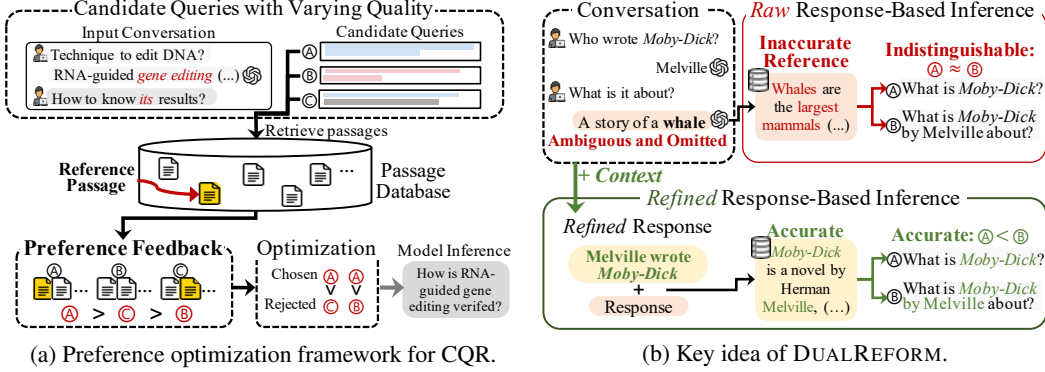 Candidate Queries with Varying Quality
Input Conversation
Technique to edit DNA?
RNA-guided gene editing (...)
How to know its results?
Candidate Queries
A
B
C
Retrieve passages
Reference
Passage
...
Passage
Database
Preference Feedback
A B C
... ... ...
A > C > B
Optimization
Chosen A A
∨ ∨
Rejected C B
Model Inference
How is RNA-
guided gene
editing verifed?
(a) Preference optimization framework for CQR.
Conversation
Who wrote Moby-Dick?
Melville
What is it about?
A story of a whale
Ambiguous and Omitted
Raw Response-Based Inference
Inaccurate
Reference
Whales are
the largest
mammals (...)
Indistinguishable:
A ≈ B
A What is Moby-Dick?
B What is Moby-Dick
by Melville about?
+ Context
Refined Response-Based Inference
Refined Response
Melville wrote
Moby-Dick
+
Response
Accurate
Moby-Dick
is a novel by
Herman
Melville, (...)
Accurate: A < B
A What is Moby-Dick?
B What is Moby-Dick
by Melville about?
(b) Key idea of DUALREFORM.